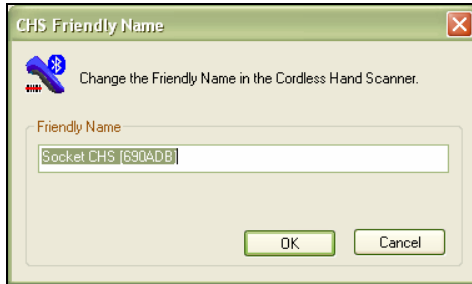 CHS Friendly Name
Change the Friendly Name in the Cordless Hand Scanner.
Friendly Name
Socket CHS [690ADB]
OK
Cancel